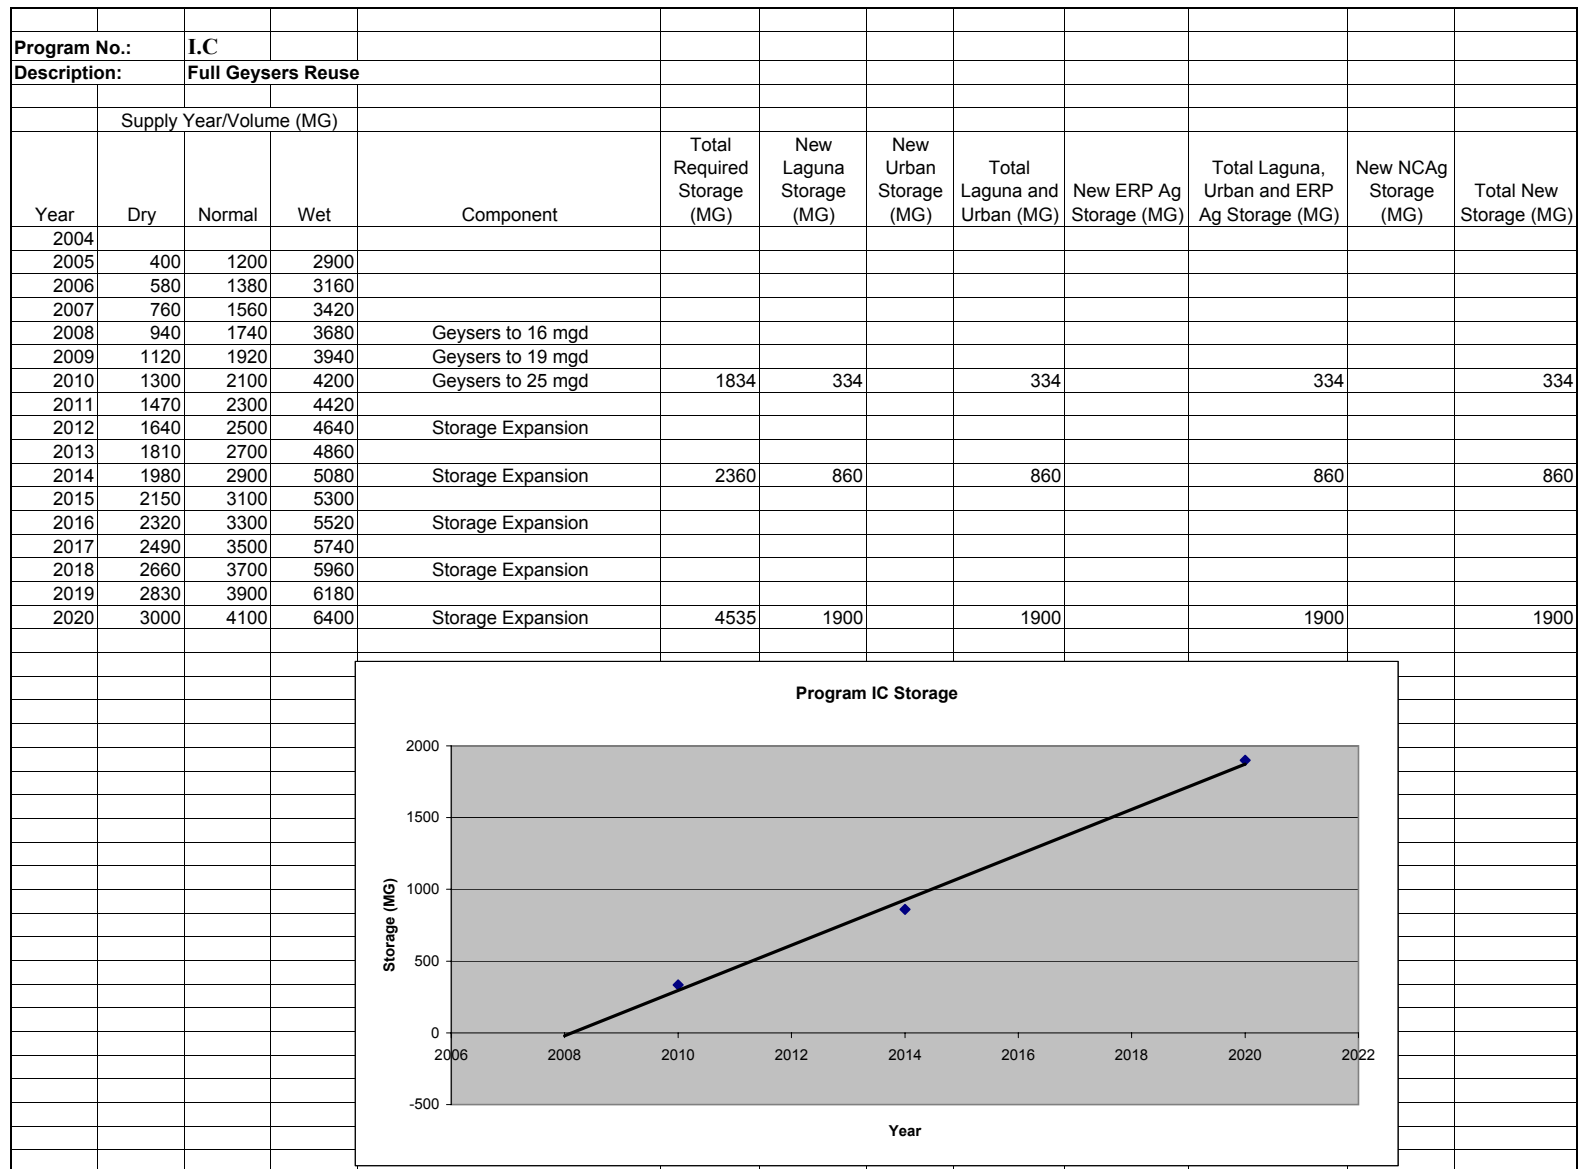 Program No.: I.C
Description: Full Geysers Reuse
Supply Year/Volume (MG)
Year Dry Normal Wet Component Total Required Storage (MG) New Laguna Storage (MG) New Urban Storage (MG) Total Laguna and Urban (MG) New ERP Ag Storage (MG) Total Laguna, Urban and ERP Ag Storage (MG) New NCAg Storage (MG) Total New Storage (MG)
2004
2005 400 1200 2900
2006 580 1380 3160
2007 760 1560 3420
2008 940 1740 3680 Geysers to 16 mgd
2009 1120 1920 3940 Geysers to 19 mgd
2010 1300 2100 4200 Geysers to 25 mgd 1834 334 334 334 334
2011 1470 2300 4420
2012 1640 2500 4640 Storage Expansion
2013 1810 2700 4860
2014 1980 2900 5080 Storage Expansion 2360 860 860 860 860
2015 2150 3100 5300
2016 2320 3300 5520 Storage Expansion
2017 2490 3500 5740
2018 2660 3700 5960 Storage Expansion
2019 2830 3900 6180
2020 3000 4100 6400 Storage Expansion 4535 1900 1900 1900 1900
Program IC Storage
2000
1500
1000
500
0
-500
Storage (MG)
2006 2008 2010 2012 2014 2016 2018 2020 2022
Year